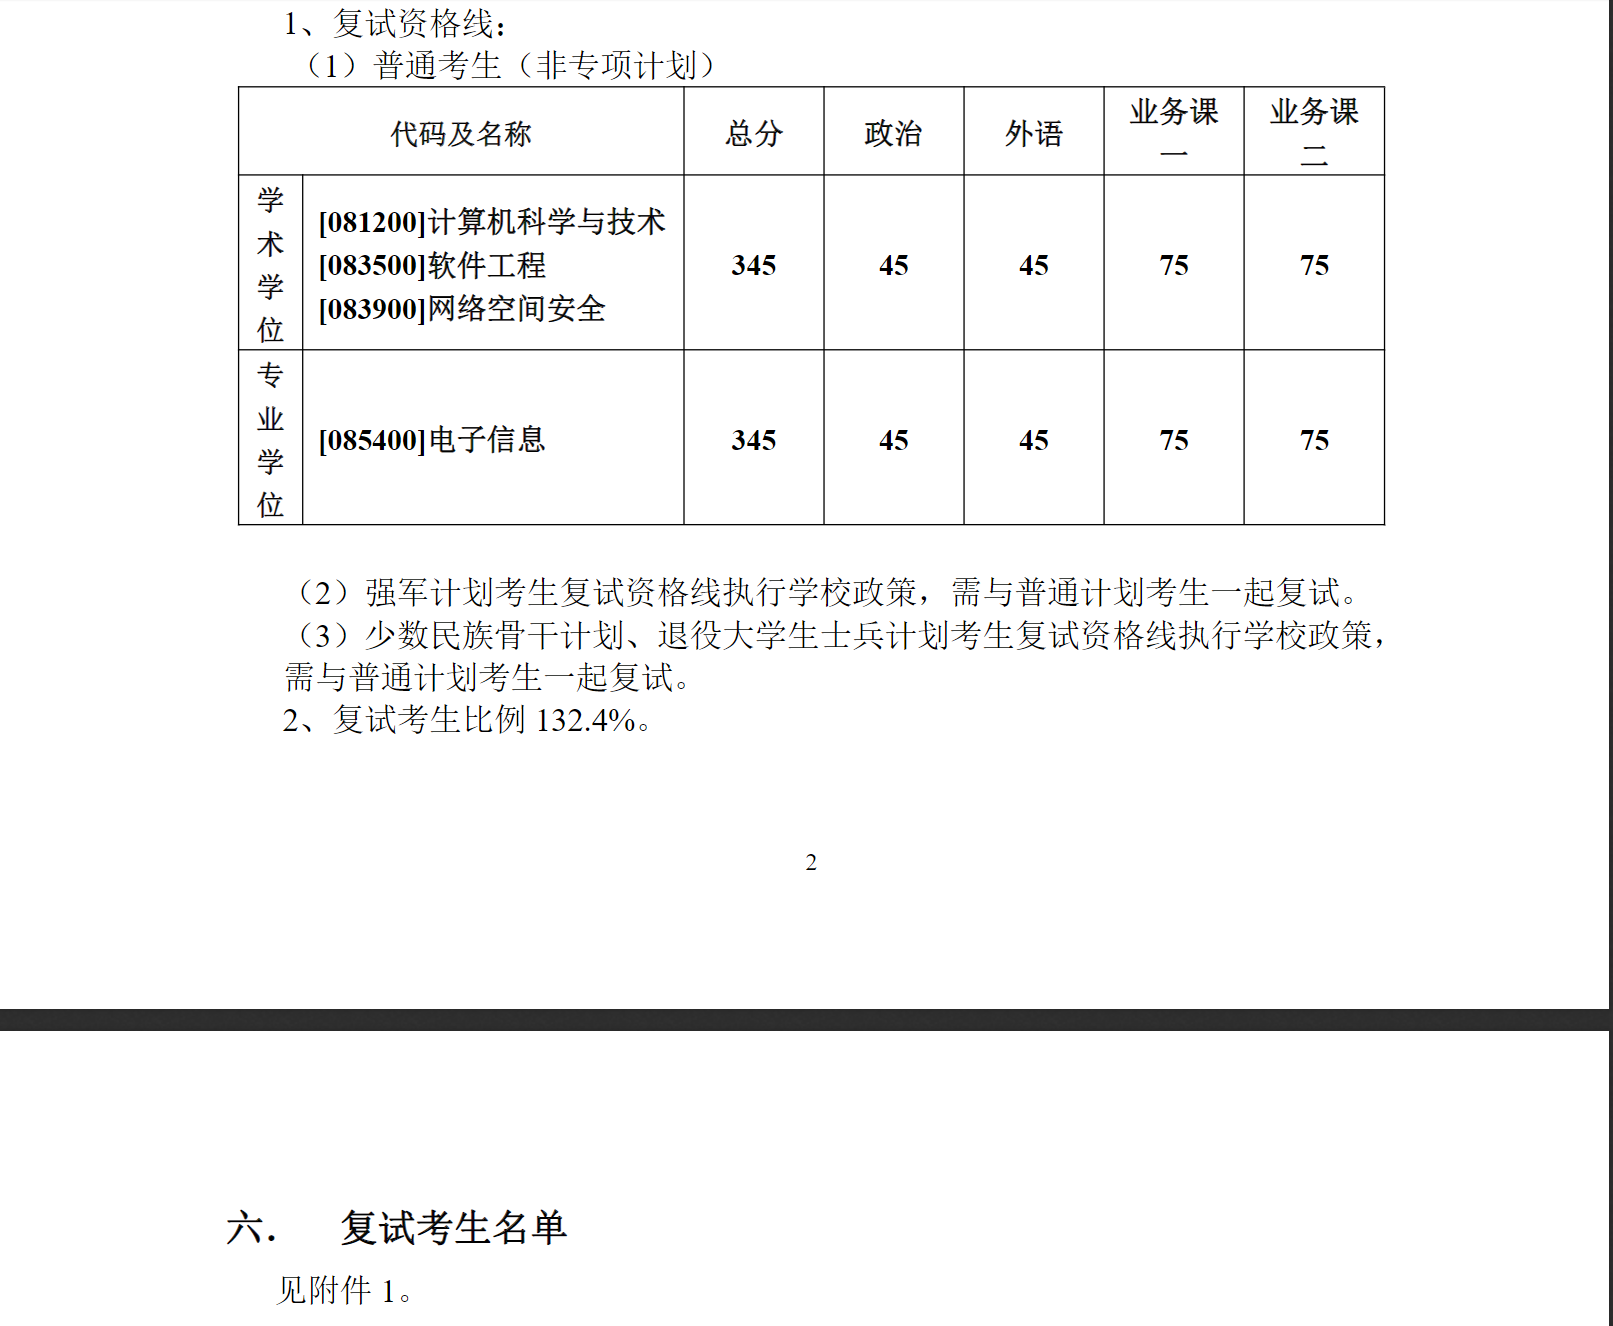 1、复试资格线：
（1）普通考生（非专项计划）
代码及名称 总分 政治 外语 业务课一 业务课二
学术学位 [081200]计算机科学与技术
[083500]软件工程 345 45 45 75 75
[083900]网络空间安全
专业学位 [085400]电子信息 345 45 45 75 75
（2）强军计划考生复试资格线执行学校政策，需与普通计划考生一起复试。
（3）少数民族骨干计划、退役大学生士兵计划考生复试资格线执行学校政策，
需与普通计划考生一起复试。
2、复试考生比例 132.4%。
2
六. 复试考生名单
见附件 1。